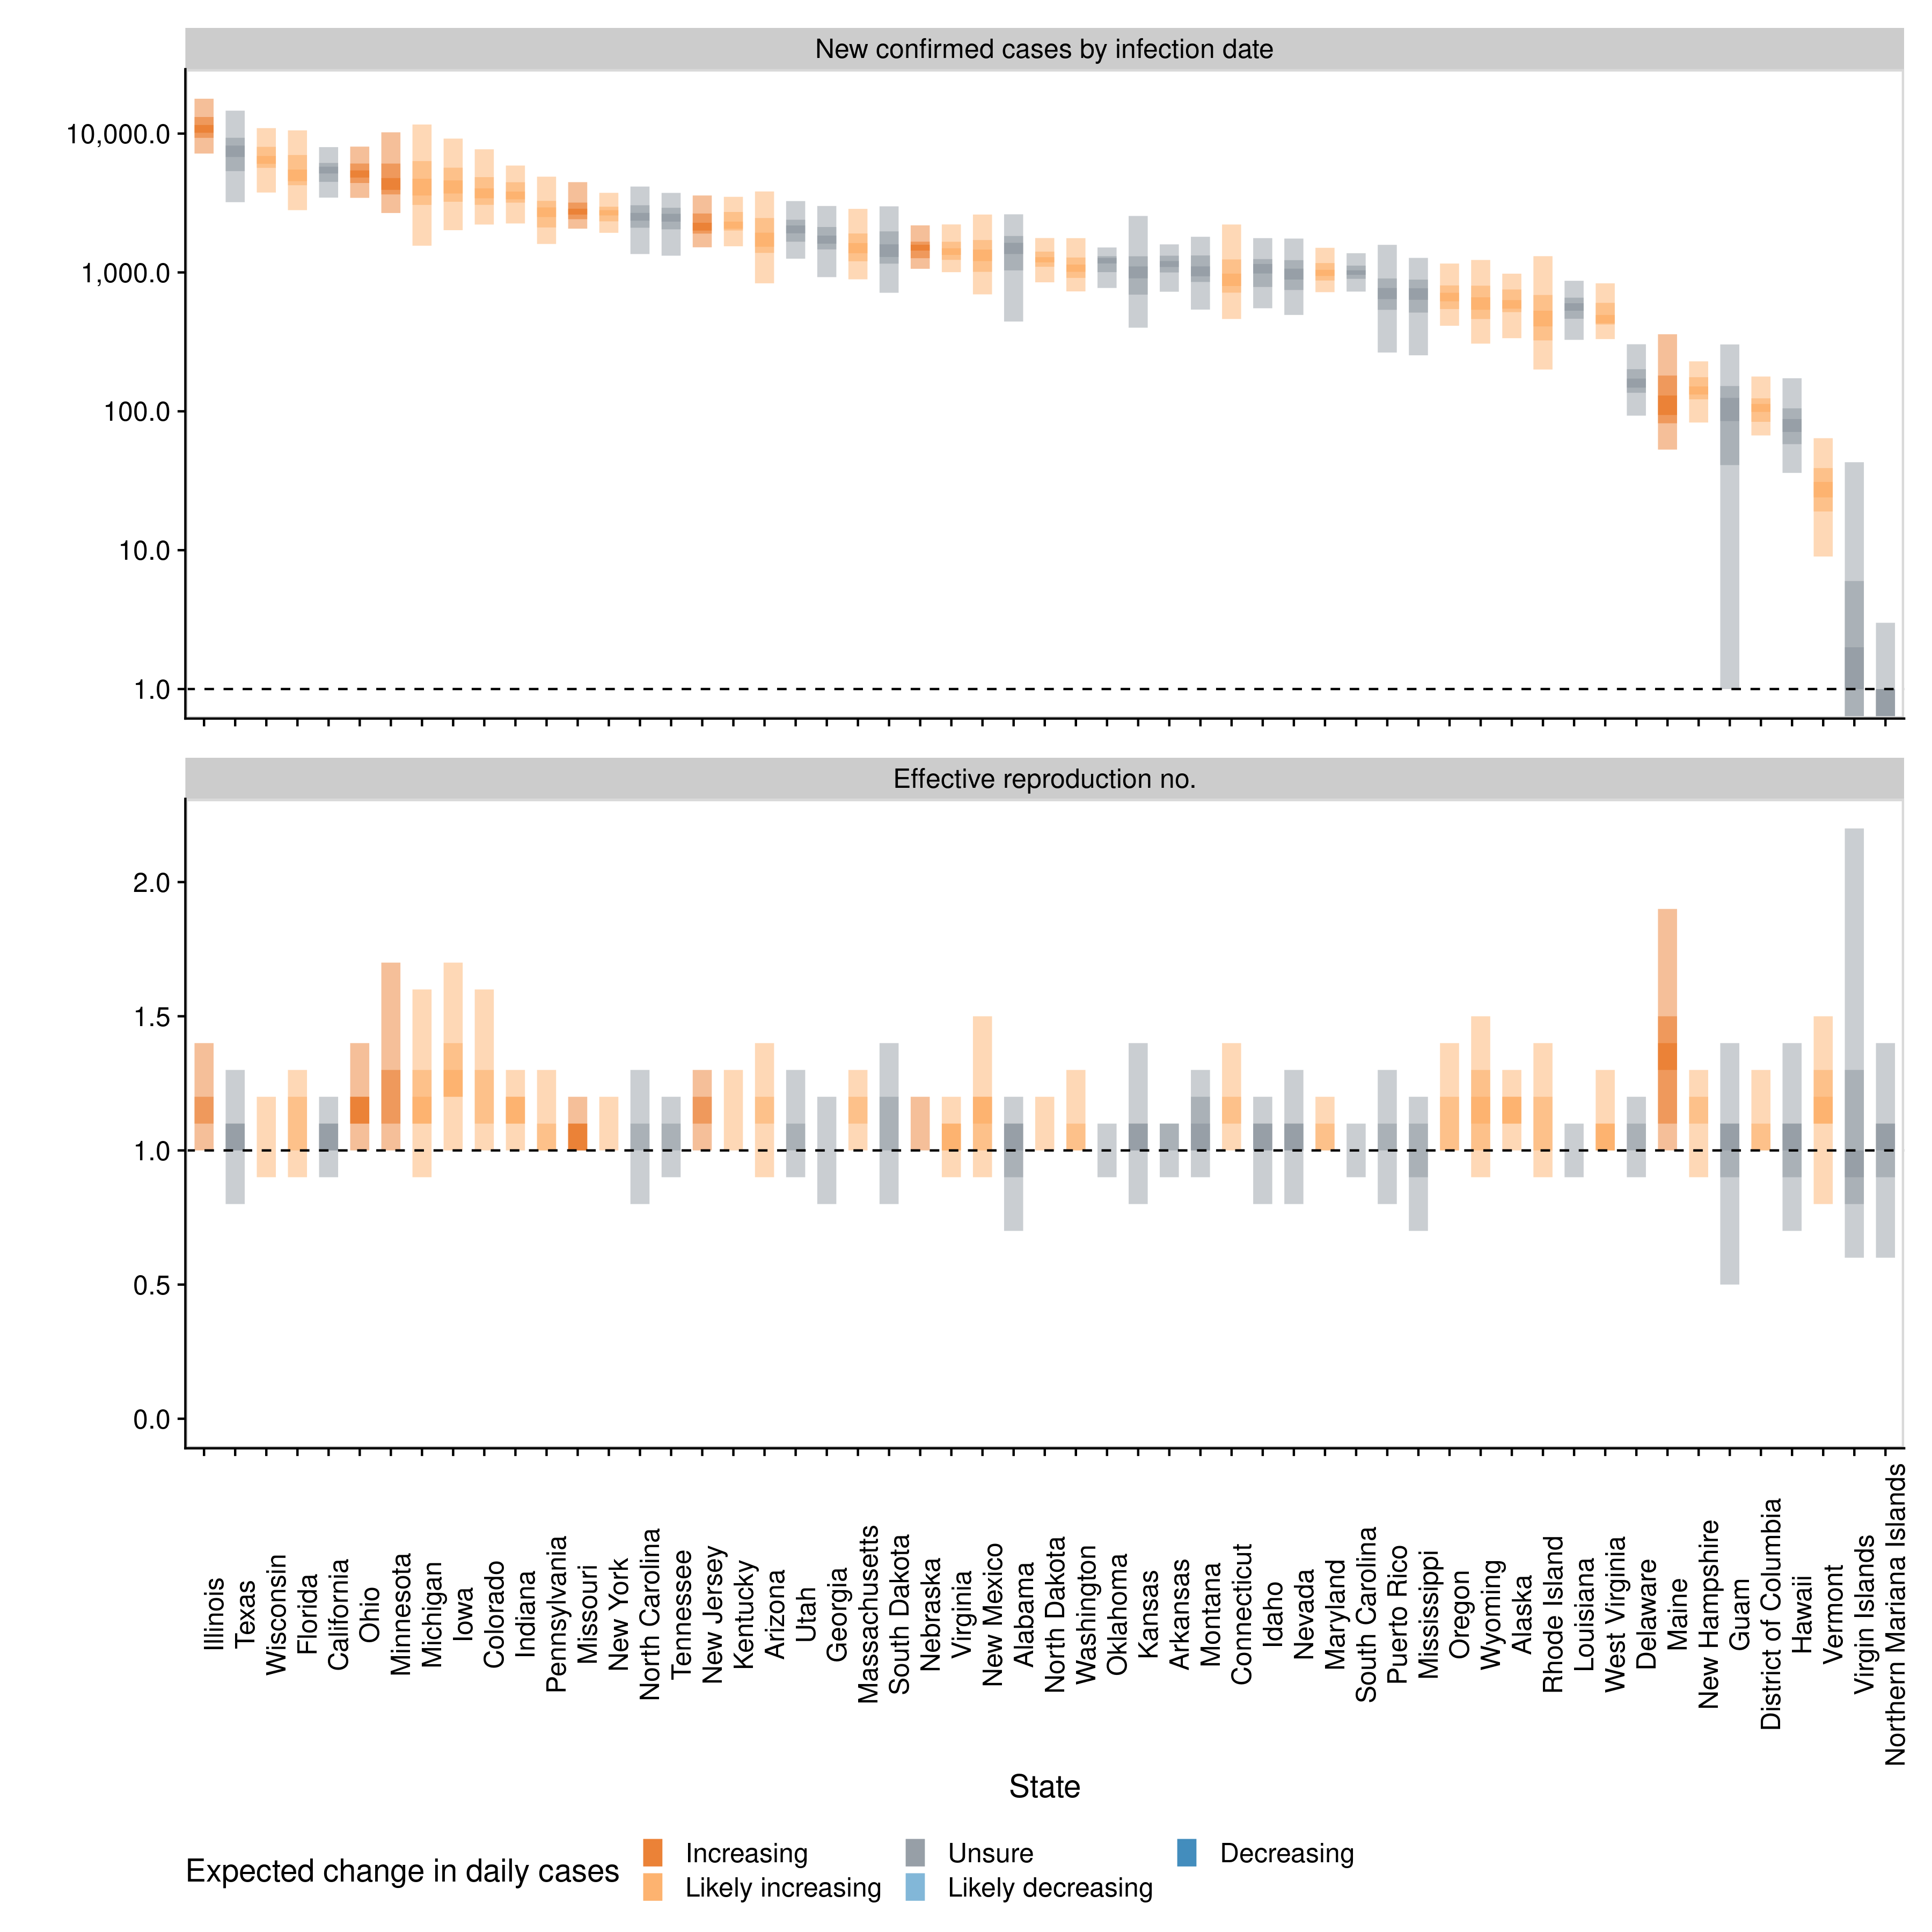 New confirmed cases by infection date
10,000.0
1,000.0
100.0
10.0
1.0
Effective reproduction no.
2.0
1.5
1.0
0.5
0.0
Illinois
Texas
Wisconsin
Florida
California
Ohio
Minnesota
Michigan
Iowa
Colorado
Indiana
Pennsylvania
Missouri
New York
North Carolina
Tennessee
New Jersey
Kentucky
Arizona
Utah
Georgia
Massachusetts
South Dakota
Nebraska
Virginia
New Mexico
Alabama
North Dakota
Washington
Oklahoma
Kansas
Arkansas
Montana
Connecticut
Idaho
Nevada
Maryland
South Carolina
Puerto Rico
Mississippi
Oregon
Wyoming
Alaska
Rhode Island
Louisiana
West Virginia
Delaware
Maine
New Hampshire
Guam
District of Columbia
Hawaii
Vermont
Virgin Islands
Northern Mariana Islands
State
Expected change in daily cases
Increasing
Likely increasing
Unsure
Likely decreasing
Decreasing